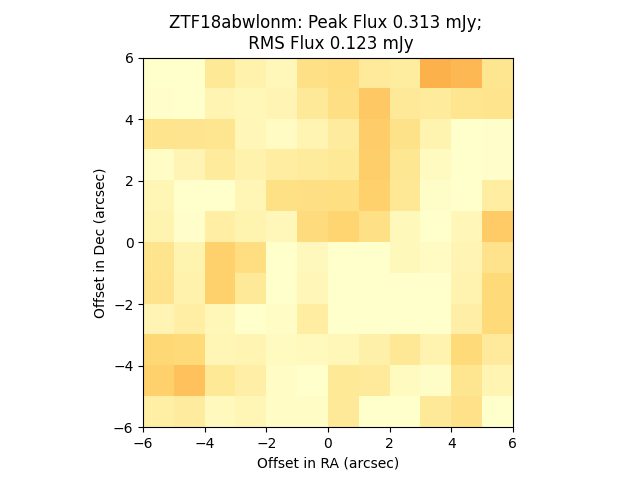 ZTF18abwlonm: Peak Flux 0.313 mJy;
RMS Flux 0.123 mJy
6
4
2
0
−2
−4
−6
Offset in Dec (arcsec)
−6 −4 −2 0 2 4 6
Offset in RA (arcsec)